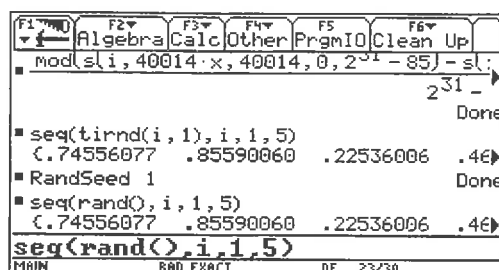 F1 F2 F3 F4 F5 F6
Algebra Calc Other PrgmIO Clean Up
mod(s(i,40014·x,40014,0,2^31-85)-s(
2^31-
Done
seq(tirnd(i,1),i,1,5)
{.74556077 .85590060 .22536006 .46
RandSeed 1
Done
seq(rand(),i,1,5)
{.74556077 .85590060 .22536006 .46
seq(rand(),i,1,5)
MAIN RAD EXACT DE 23/30